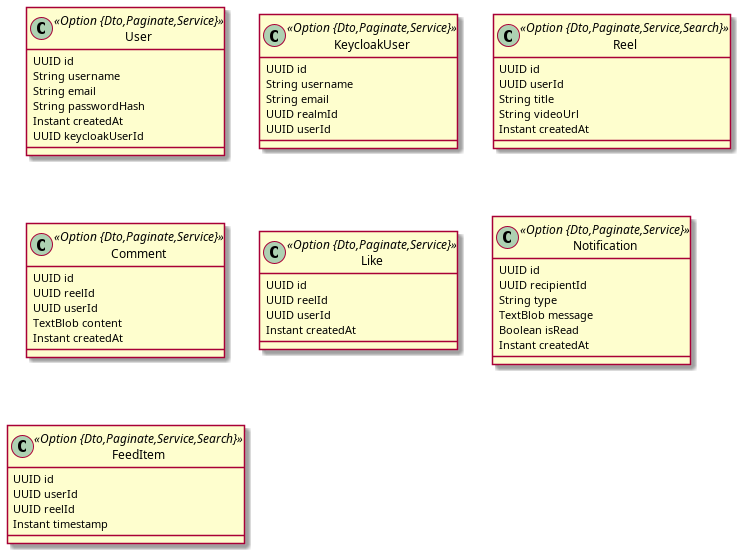 C «Option {Dto,Paginate,Service}»
User
UUID id
String username
String email
String passwordHash
Instant createdAt
UUID keycloakUserId
C «Option {Dto,Paginate,Service}»
KeycloakUser
UUID id
String username
String email
UUID realmId
UUID userId
C «Option {Dto,Paginate,Service,Search}»
Reel
UUID id
UUID userId
String title
String videoUrl
Instant createdAt
C «Option {Dto,Paginate,Service}»
Comment
UUID id
UUID reelId
UUID userId
TextBlob content
Instant createdAt
C «Option {Dto,Paginate,Service}»
Like
UUID id
UUID reelId
UUID userId
Instant createdAt
C «Option {Dto,Paginate,Service}»
Notification
UUID id
UUID recipientId
String type
TextBlob message
Boolean isRead
Instant createdAt
C «Option {Dto,Paginate,Service,Search}»
FeedItem
UUID id
UUID userId
UUID reelId
Instant timestamp